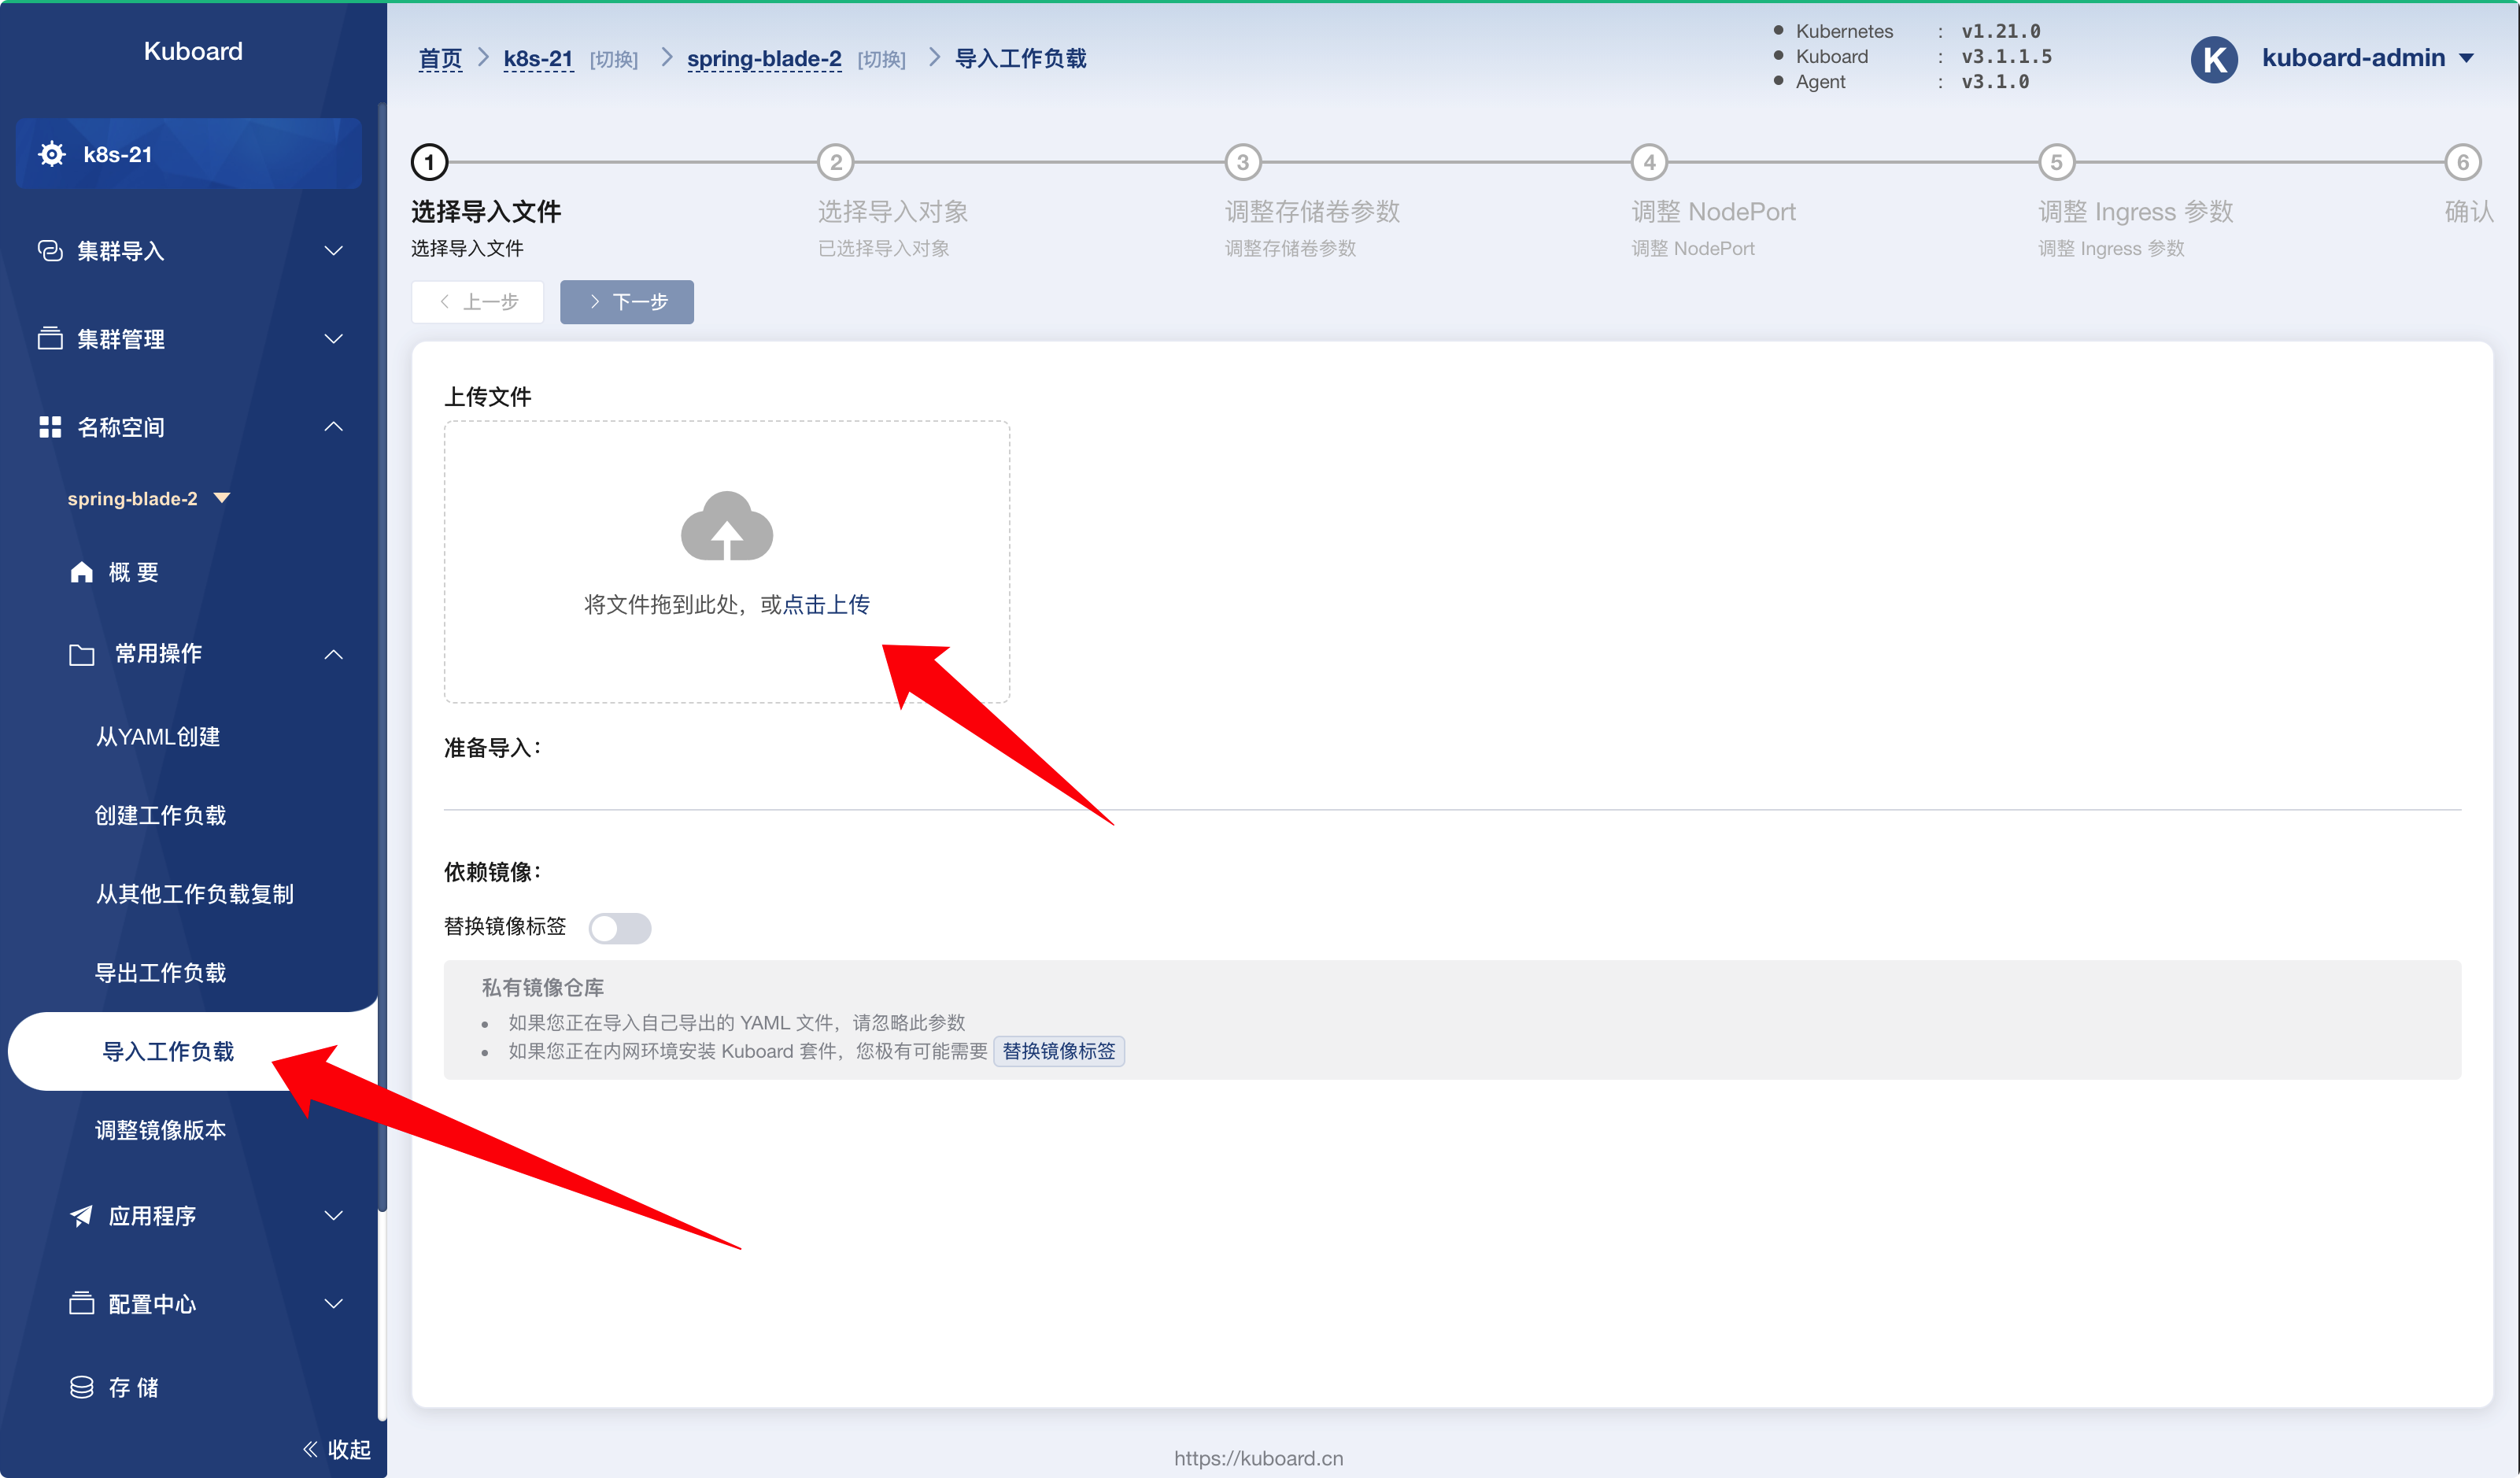 Kuboard
k8s-21
集群导入
集群管理
名称空间
spring-blade-2
概 要
常用操作
从YAML创建
创建工作负载
从其他工作负载复制
导出工作负载
导入工作负载
调整镜像版本
应用程序
配置中心
存 储
收起
首页 k8s-21 [切换] spring-blade-2 [切换] 导入工作负载
Kubernetes : v1.21.0
Kuboard : v3.1.1.5
Agent : v3.1.0
K kuboard-admin
1 2 3 4 5 6
选择导入文件 选择导入对象 调整存储卷参数 调整 NodePort 调整 Ingress 参数 确认
选择导入文件 已选择导入对象 调整存储卷参数 调整 NodePort 调整 Ingress 参数
上一步 下一步
上传文件
将文件拖到此处，或点击上传
准备导入：
依赖镜像：
替换镜像标签
私有镜像仓库
• 如果您正在导入自己导出的 YAML 文件，请忽略此参数
• 如果您正在内网环境安装 Kuboard 套件，您极有可能需要 替换镜像标签
https://kuboard.cn